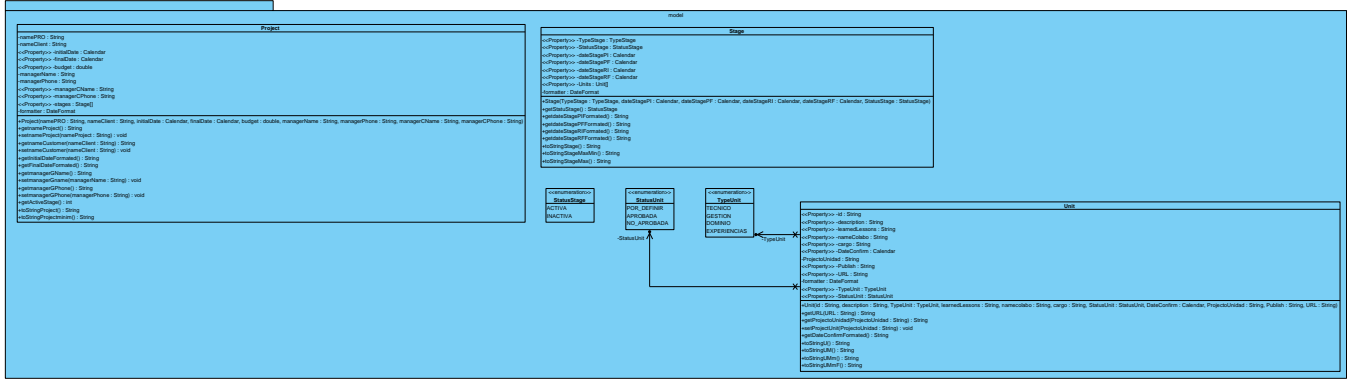 model
Project
-namePRO : String
-nameClient : String
<<Property>> -initialDate : Calendar
<<Property>> -finalDate : Calendar
<<Property>> -budget : double
-managerName : String
-managerPhone : String
<<Property>> -managerCName : String
<<Property>> -managerCPhone : String
<<Property>> -stages : Stage[]
-formatter : DateFormat
+Project(namePRO : String, nameClient : String, initialDate : Calendar, finalDate : Calendar, budget : double, managerName : String, managerPhone : String, managerCName : String, managerCPhone : String)
+getnameProject() : String
+setnameProject(nameProject : String) : void
+getnameCustomer(nameClient : String) : String
+setnameCustomer(nameClient : String) : void
+getInitialDateFormated() : String
+getFinalDateFormated() : String
+getmanagerGName() : String
+setmanagerGname(managerName : String) : void
+getmanagerGPhone() : String
+setmanagerGPhone(managerPhone : String) : void
+getActiveStage() : int
+toStringProject() : String
+toStringProjectminim() : String
Stage
<<Property>> -TypeStage : TypeStage
<<Property>> -StatusStage : StatusStage
<<Property>> -dateStagePI : Calendar
<<Property>> -dateStagePF : Calendar
<<Property>> -dateStageRI : Calendar
<<Property>> -dateStageRF : Calendar
<<Property>> -Units : Unit[]
-formatter : DateFormat
+Stage(TypeStage : TypeStage, dateStagePI : Calendar, dateStagePF : Calendar, dateStageRI : Calendar, dateStageRF : Calendar, StatusStage : StatusStage)
+getStatuStage() : StatusStage
+getdateStagePIFormated() : String
+getdateStagePFFormated() : String
+getdateStageRIFormated() : String
+getdateStageRFFormated() : String
+toStringStage() : String
+toStringStageMasMin() : String
+toStringStageMas() : String
<<enumeration>>
StatusStage
ACTIVA
INACTIVA
<<enumeration>>
StatusUnit
POR_DEFINIR
APROBADA
NO_APROBADA
<<enumeration>>
TypeUnit
TECNICO
GESTION
DOMINIO
EXPERIENCIAS
-StatusUnit
-TypeUnit
Unit
<<Property>> -id : String
<<Property>> -description : String
<<Property>> -learnedLessons : String
<<Property>> -nameColabo : String
<<Property>> -cargo : String
<<Property>> -DateConfirm : Calendar
-ProjectoUnidad : String
<<Property>> -Publish : String
<<Property>> -URL : String
-formatter : DateFormat
<<Property>> -TypeUnit : TypeUnit
<<Property>> -StatusUnit : StatusUnit
+Unit(id : String, description : String, TypeUnit : TypeUnit, learnedLessons : String, namecolabo : String, cargo : String, StatusUnit : StatusUnit, DateConfirm : Calendar, ProjectoUnidad : String, Publish : String, URL : String)
+getURL(URL : String) : String
+getProjectoUnidad(ProjectoUnidad : String) : String
+setProjectUnit(ProjectoUnidad : String) : void
+getDateConfirmFormated() : String
+toStringU() : String
+toStringUM() : String
+toStringUMm() : String
+toStringUMmF() : String